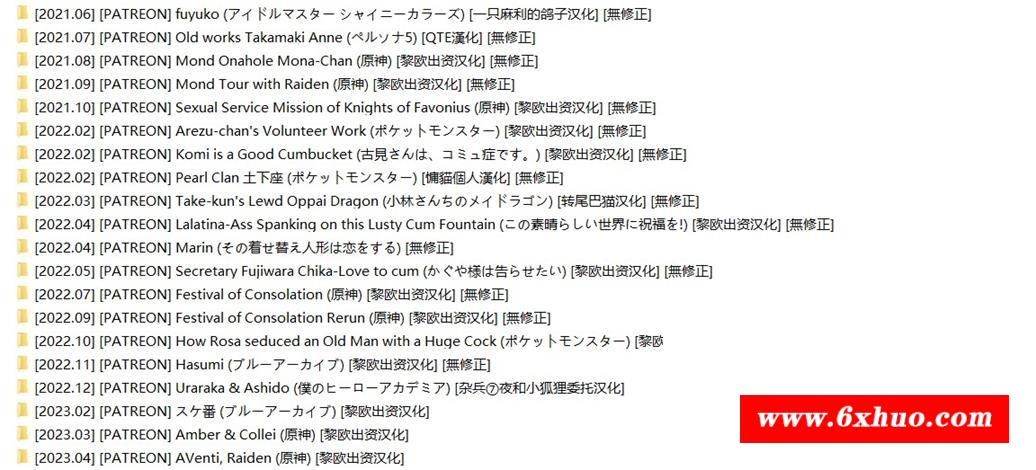 [2021.06] [PATREON] fuyuko (アイドルマスター シャイニーカラーズ) [一只麻利的鸽子汉化] [無修正]
[2021.07] [PATREON] Old works Takamaki Anne (ペルソナ5) [QTE漢化] [無修正]
[2021.08] [PATREON] Mond Onahole Mona-Chan (原神) [黎欧出资汉化] [無修正]
[2021.09] [PATREON] Mond Tour with Raiden (原神) [黎欧出资汉化] [無修正]
[2021.10] [PATREON] Sexual Service Mission of Knights of Favonius (原神) [黎欧出资汉化] [無修正]
[2022.02] [PATREON] Arezu-chan's Volunteer Work (ポケットモンスター) [黎欧出资汉化] [無修正]
[2022.02] [PATREON] Komi is a Good Cumbucket (古見さんは、コミュ症です。) [黎欧出资汉化] [無修正]
[2022.02] [PATREON] Pearl Clan 土下座 (ポケットモンスター) [慵貓個人漢化] [無修正]
[2022.03] [PATREON] Take-kun's Lewd Oppai Dragon (小林さんちのメイドラゴン) [转尾巴猫汉化] [無修正]
[2022.04] [PATREON] Lalatina-Ass Spanking on this Lusty Cum Fountain (この素晴らしい世界に祝福を!) [黎欧出资汉化] [無修正]
[2022.04] [PATREON] Marin (その着せ替え人形は恋をする) [無修正]
[2022.05] [PATREON] Secretary Fujiwara Chika-Love to cum (かぐや様は告らせたい) [黎欧出资汉化] [無修正]
[2022.07] [PATREON] Festival of Consolation (原神) [黎欧出资汉化] [無修正]
[2022.09] [PATREON] Festival of Consolation Rerun (原神) [黎欧出资汉化] [無修正]
[2022.10] [PATREON] How Rosa seduced an Old Man with a Huge Cock (ポケットモンスター) [黎欧
[2022.11] [PATREON] Hasumi (ブルーアーカイブ) [黎欧出资汉化] [無修正]
[2022.12] [PATREON] Uraraka & Ashido (僕のヒーローアカデミア) [杂兵⑦夜和小狐狸委托汉化]
[2023.02] [PATREON] スケ番 (ブルーアーカイブ) [黎欧出资汉化]
[2023.03] [PATREON] Amber & Collei (原神) [黎欧出资汉化]
[2023.04] [PATREON] AVenti, Raiden (原神) [黎欧出资汉化]
www.6xhuo.com